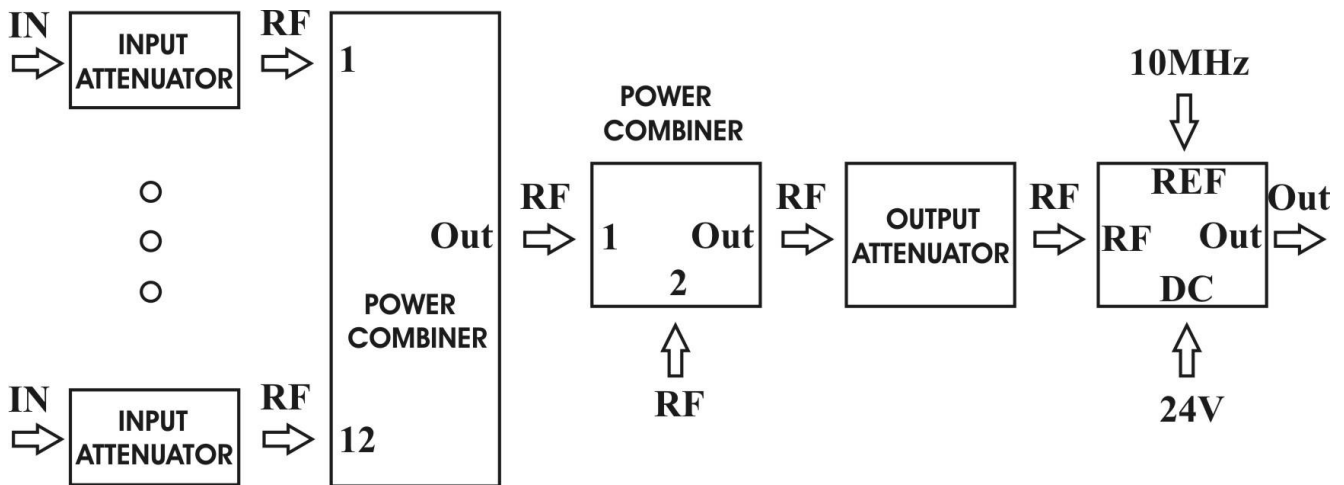 IN
INPUT
ATTENUATOR
RF
1
IN
INPUT
ATTENUATOR
RF
12
Out
POWER
COMBINER
RF
POWER
COMBINER
1
Out
2
RF
RF
OUTPUT
ATTENUATOR
RF
10MHz
REF
RF
Out
DC
24V
Out